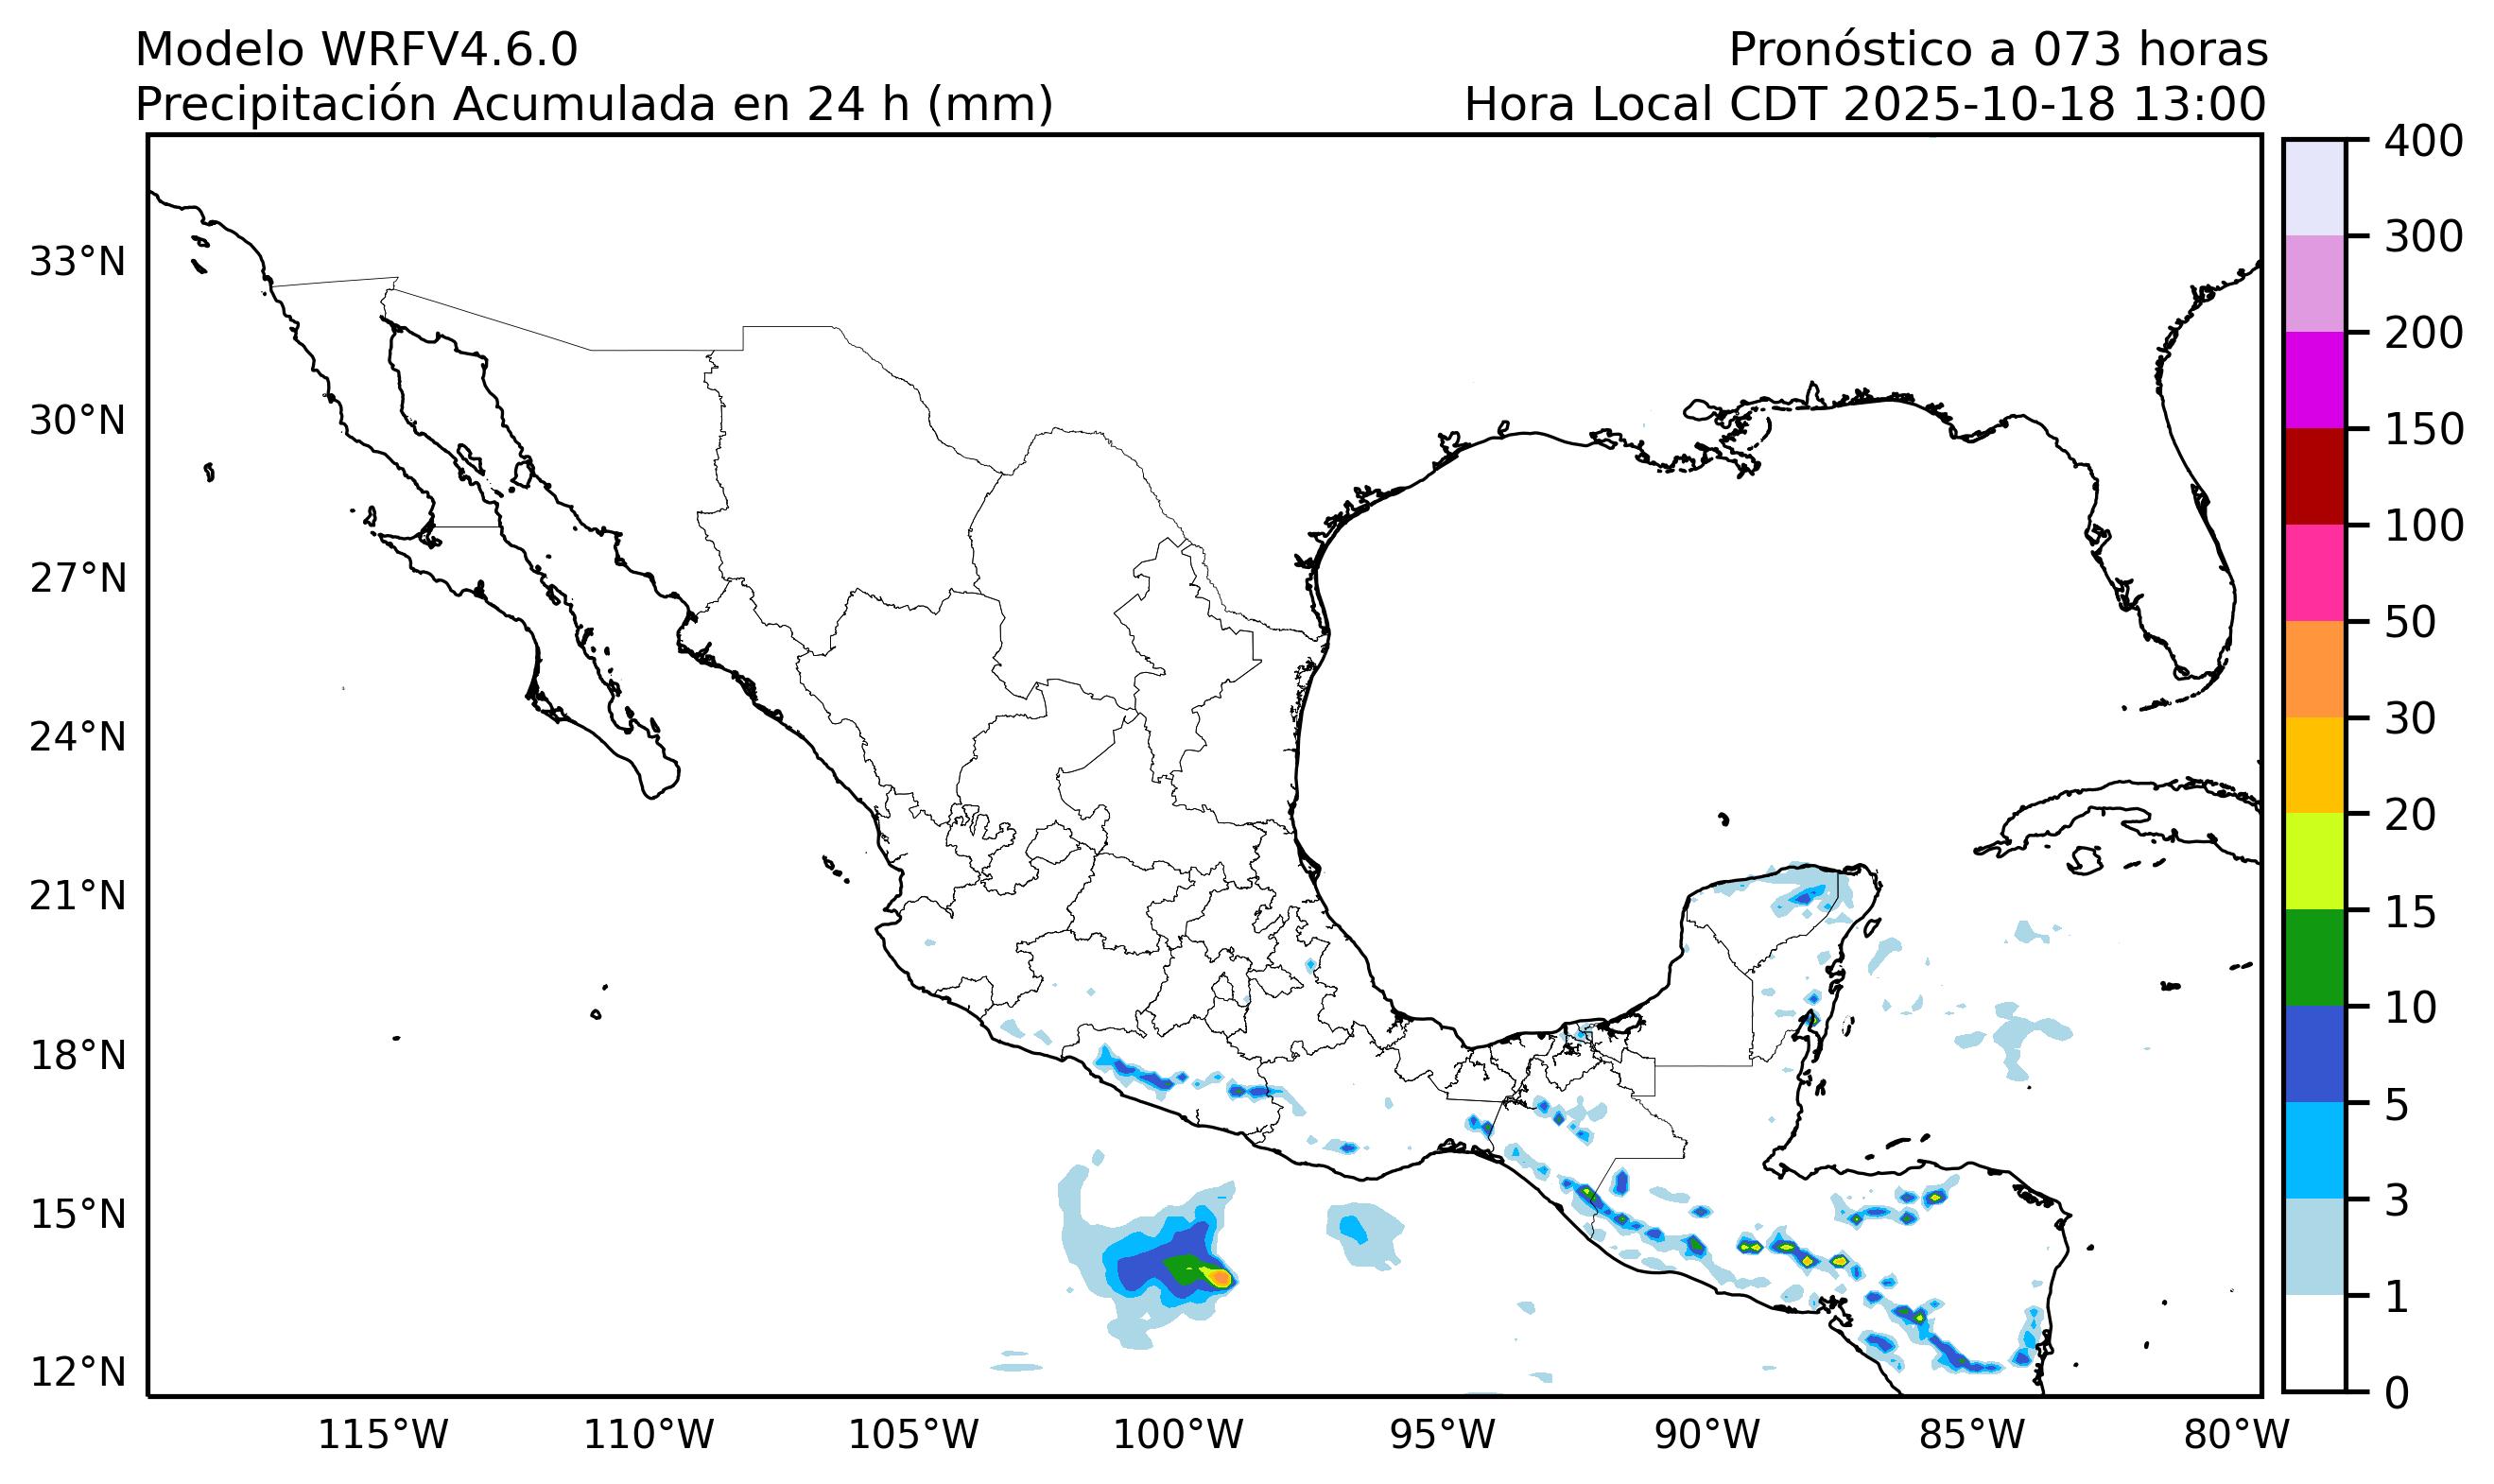 Modelo WRFV4.6.0
Pronóstico a 073 horas
Precipitación Acumulada en 24 h (mm)
Hora Local CDT 2025-10-18 13:00
400
300
200
150
100
50
30
20
15
10
5
3
1
0
33°N
30°N
27°N
24°N
21°N
18°N
15°N
12°N
115°W
110°W
105°W
100°W
95°W
90°W
85°W
80°W